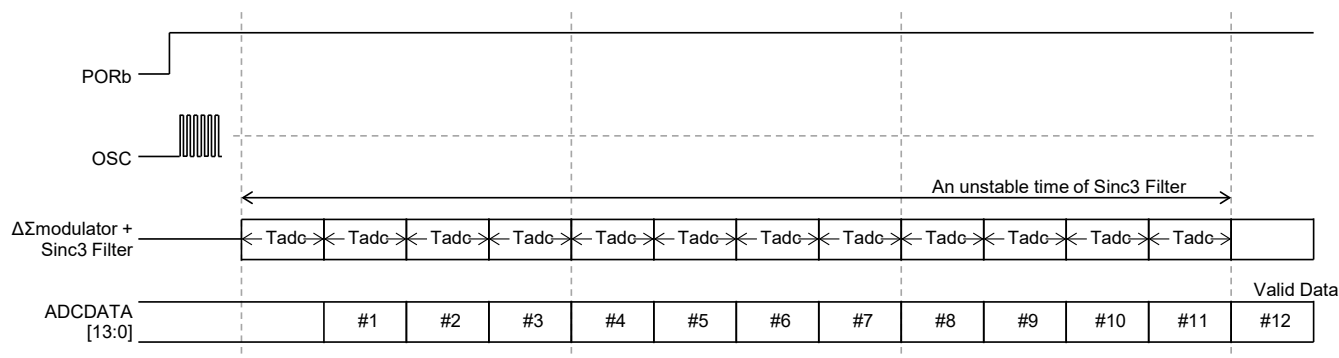 PORb
OSC
An unstable time of Sinc3 Filter
ΔΣmodulator +
Sinc3 Filter
Tadc Tadc Tadc Tadc Tadc Tadc Tadc Tadc Tadc Tadc Tadc Tadc
Valid Data
ADCDATA
[13:0]
#1 #2 #3 #4 #5 #6 #7 #8 #9 #10 #11 #12